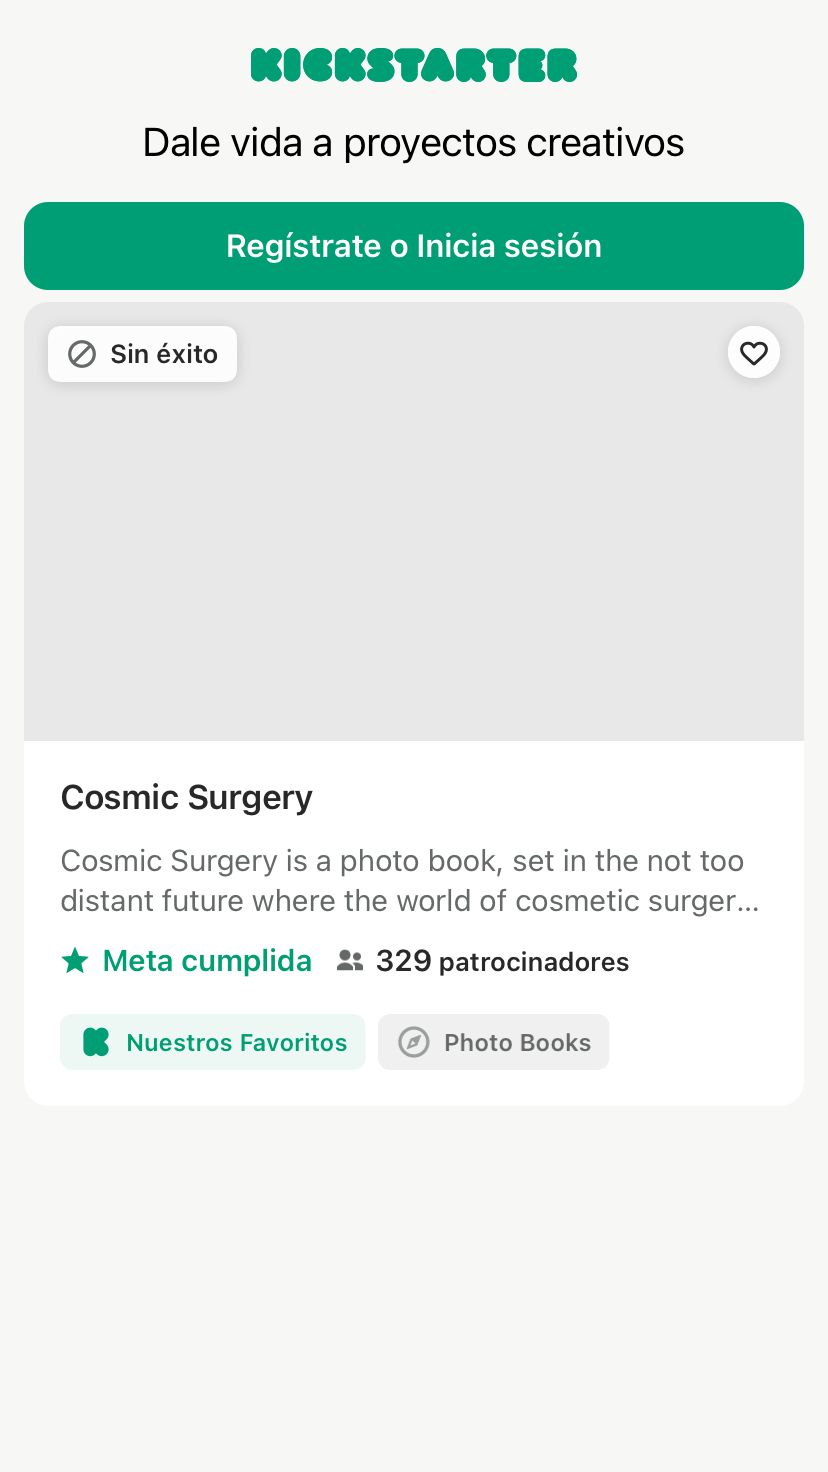 KICKSTARTER
Dale vida a proyectos creativos
Regístrate o Inicia sesión
Sin éxito
Cosmic Surgery
Cosmic Surgery is a photo book, set in the not too
distant future where the world of cosmetic surger...
Meta cumplida 329 patrocinadores
Nuestros Favoritos Photo Books